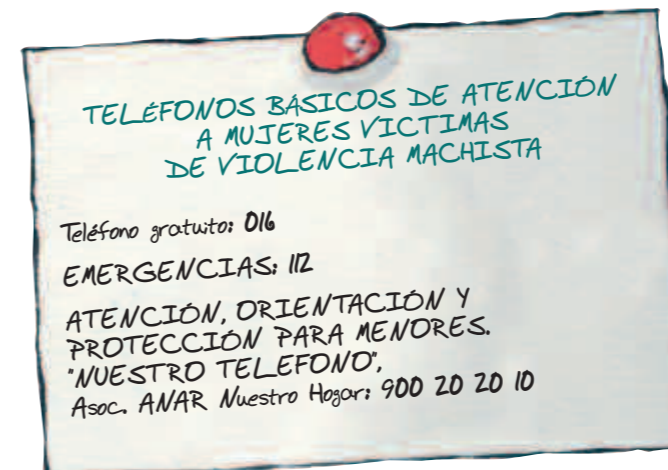 TELÉFONOS BÁSICOS DE ATENCIÓN
A MUJERES VICTIMAS
DE VIOLENCIA MACHISTA
Teléfono gratuito: 016
EMERGENCIAS: 112
ATENCIÓN, ORIENTACIÓN Y
PROTECCIÓN PARA MENORES.
"NUESTRO TELEFONO",
Asoc. ANAR Nuestro Hogar: 900 20 20 10